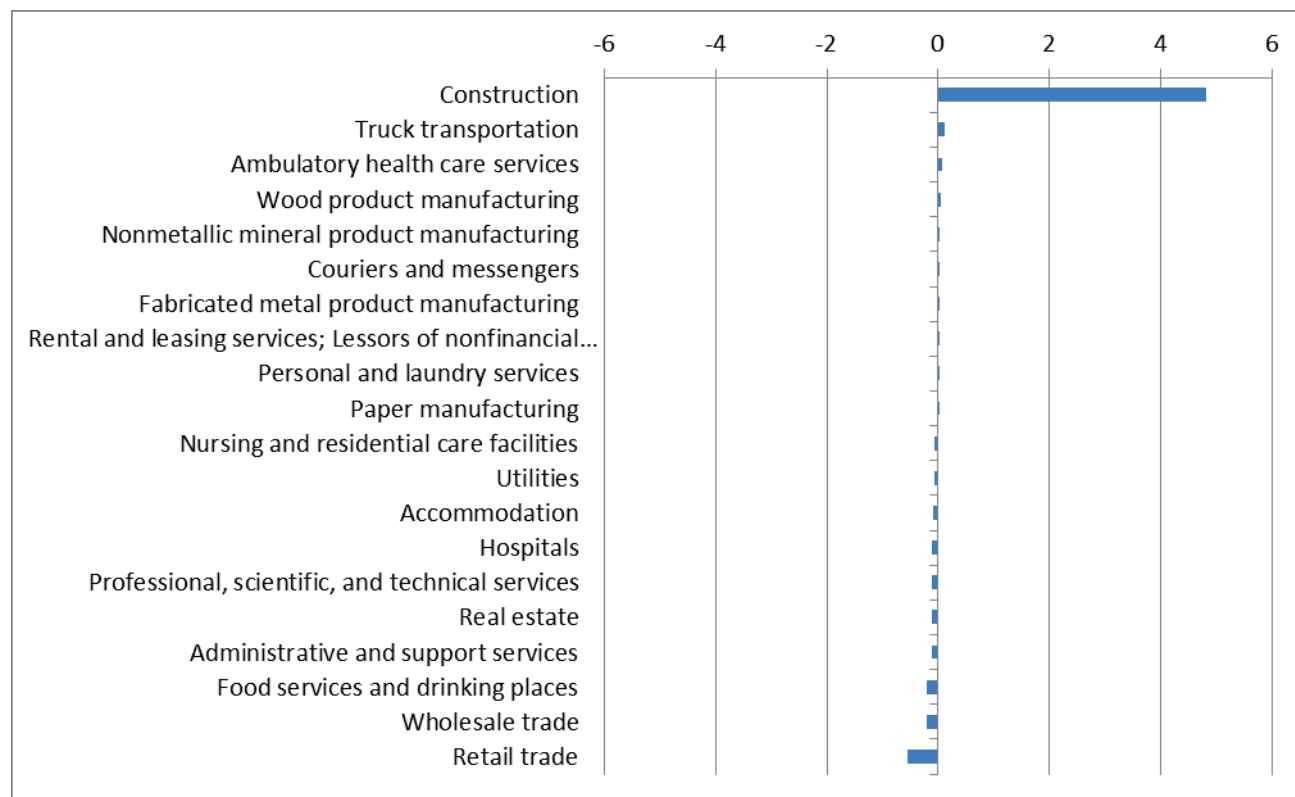 -6 -4 -2 0 2 4 6
Construction
Truck transportation
Ambulatory health care services
Wood product manufacturing
Nonmetallic mineral product manufacturing
Couriers and messengers
Fabricated metal product manufacturing
Rental and leasing services; Lessors of nonfinancial...
Personal and laundry services
Paper manufacturing
Nursing and residential care facilities
Utilities
Accommodation
Hospitals
Professional, scientific, and technical services
Real estate
Administrative and support services
Food services and drinking places
Wholesale trade
Retail trade